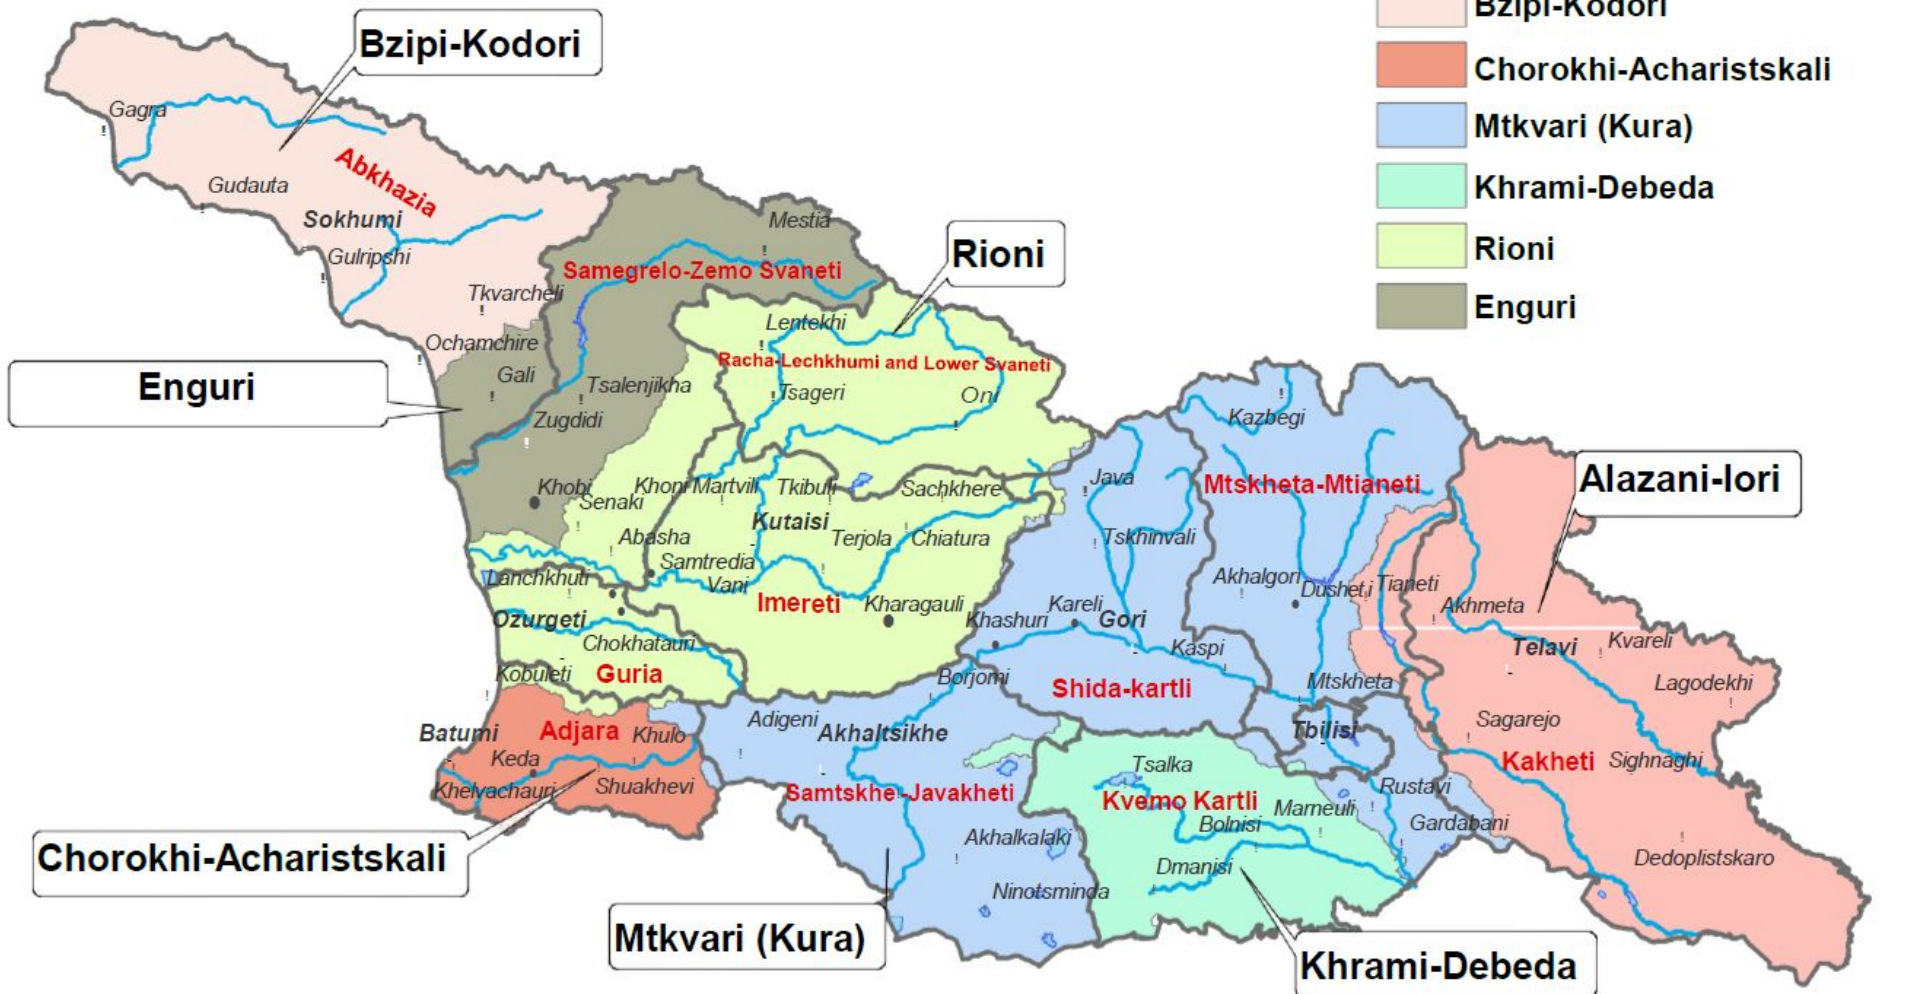 Bzipi-Kodori
Bzipi-Kodori
Chorokhi-Acharistskali
Mtkvari (Kura)
Khrami-Debeda
Rioni
Enguri
Gagra
Abkhazia
Gudauta
Sokhumi
Gulripshi
Tkvarcheli
Ochamchire
Mestia
Samegrelo-Zemo Svaneti
Rioni
Lentekhi
Racha-Lechkhumi and Lower Svaneti
Enguri
Gali
Tsalenjikha
Tsageri
Oni
Zugdidi
Kazbegi
Khobi
Senaki
Khoni
Martvili
Tkibuli
Sachkhere
Java
Mtskheta-Mtianeti
Alazani-Iori
Kutaisi
Abasha
Terjola
Chiatura
Tskhinvali
Samtredia
Vani
Lanchkhuti
Imereti
Kharagauli
Akhalgori
Dusheti
Tianeti
Akhmeta
Ozurgeti
Chokhatauri
Khashuri
Kareli
Gori
Kaspi
Telavi
Kvareli
Kobuleti
Guria
Borjomi
Shida-kartli
Mtskheta
Lagodekhi
Batumi
Adjara
Khulo
Adigeni
Akhaltsikhe
Tbilisi
Sagarejo
Keda
Khelvachauri
Shuakhevi
Samtskhe-Javakheti
Tsalka
Kvemo Kartli
Marneuli
Rustavi
Kakheti
Sighnaghi
Bolnisi
Gardabani
Akhalkalaki
Dmanisi
Dedoplistskaro
Chorokhi-Acharistskali
Ninotsminda
Mtkvari (Kura)
Khrami-Debeda